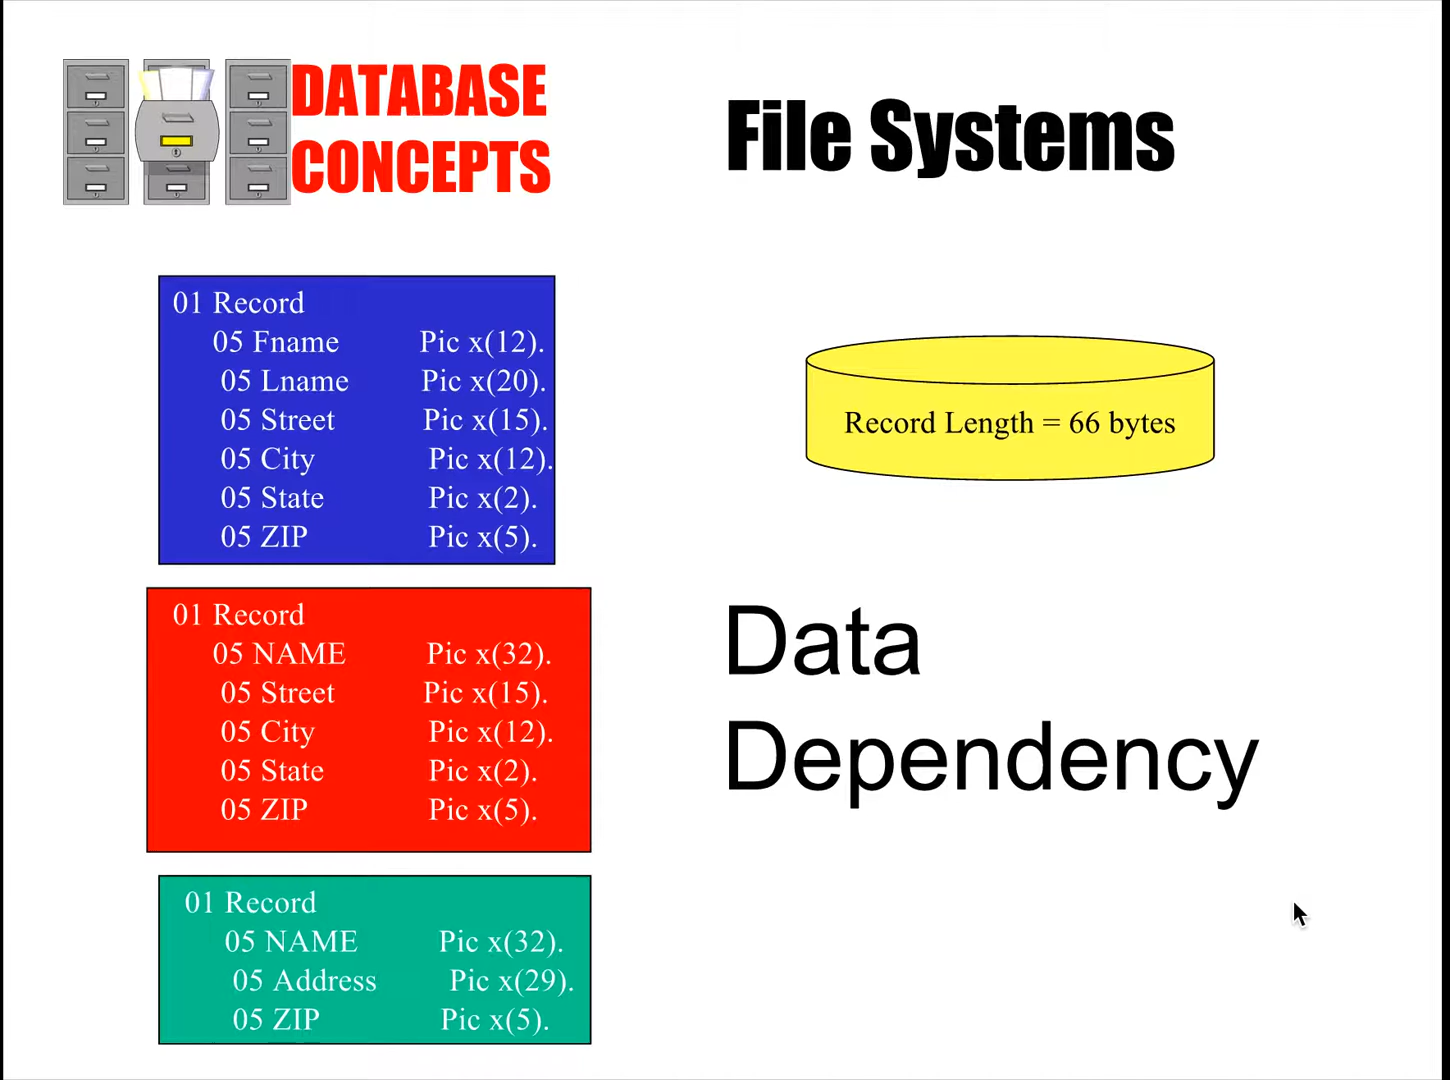 DATABASE
CONCEPTS
File Systems
01 Record
05 Fname Pic x(12).
05 Lname Pic x(20).
05 Street Pic x(15).
05 City Pic x(12).
05 State Pic x(2).
05 ZIP Pic x(5).
Record Length = 66 bytes
01 Record
05 NAME Pic x(32).
05 Street Pic x(15).
05 City Pic x(12).
05 State Pic x(2).
05 ZIP Pic x(5).
Data
Dependency
01 Record
05 NAME Pic x(32).
05 Address Pic x(29).
05 ZIP Pic x(5).